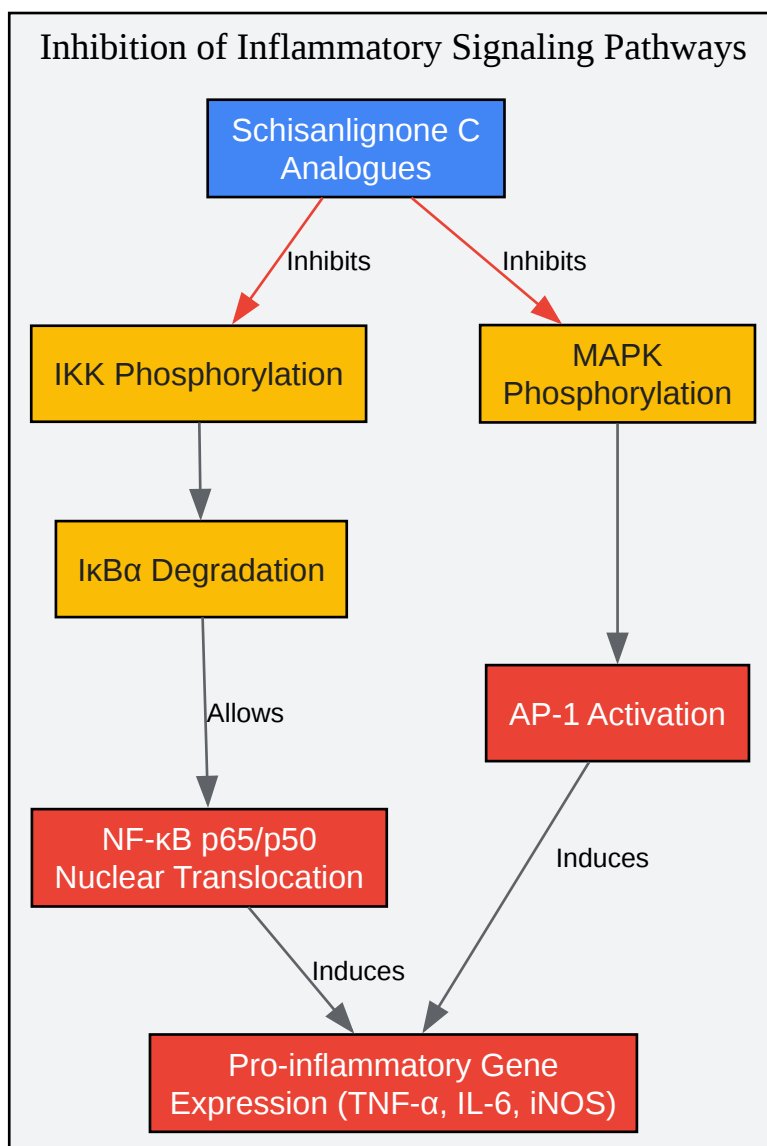 Inhibition of Inflammatory Signaling Pathways
Schisanlignone C
Analogues
Inhibits
Inhibits
IKK Phosphorylation
MAPK
Phosphorylation
IκBα Degradation
Allows
AP-1 Activation
NF-κB p65/p50
Nuclear Translocation
Induces
Induces
Pro-inflammatory Gene
Expression (TNF-α, IL-6, iNOS)